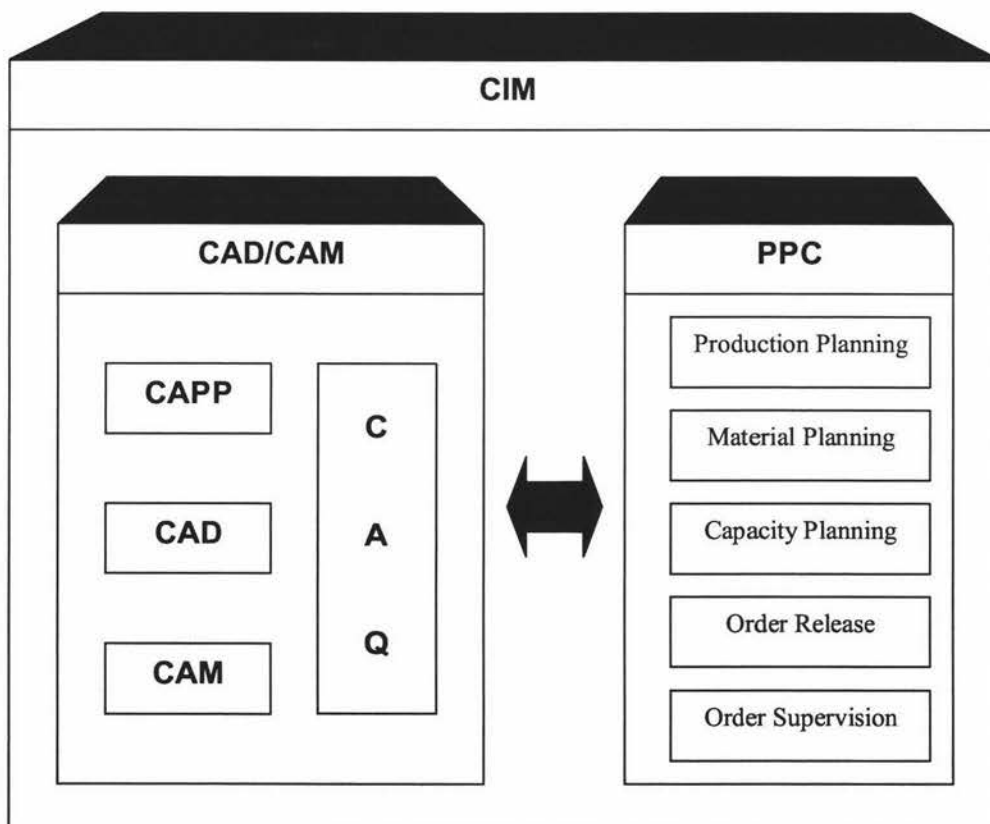 CIM
CAD/CAM
CAPP
CAD
CAM
C
A
Q
PPC
Production Planning
Material Planning
Capacity Planning
Order Release
Order Supervision